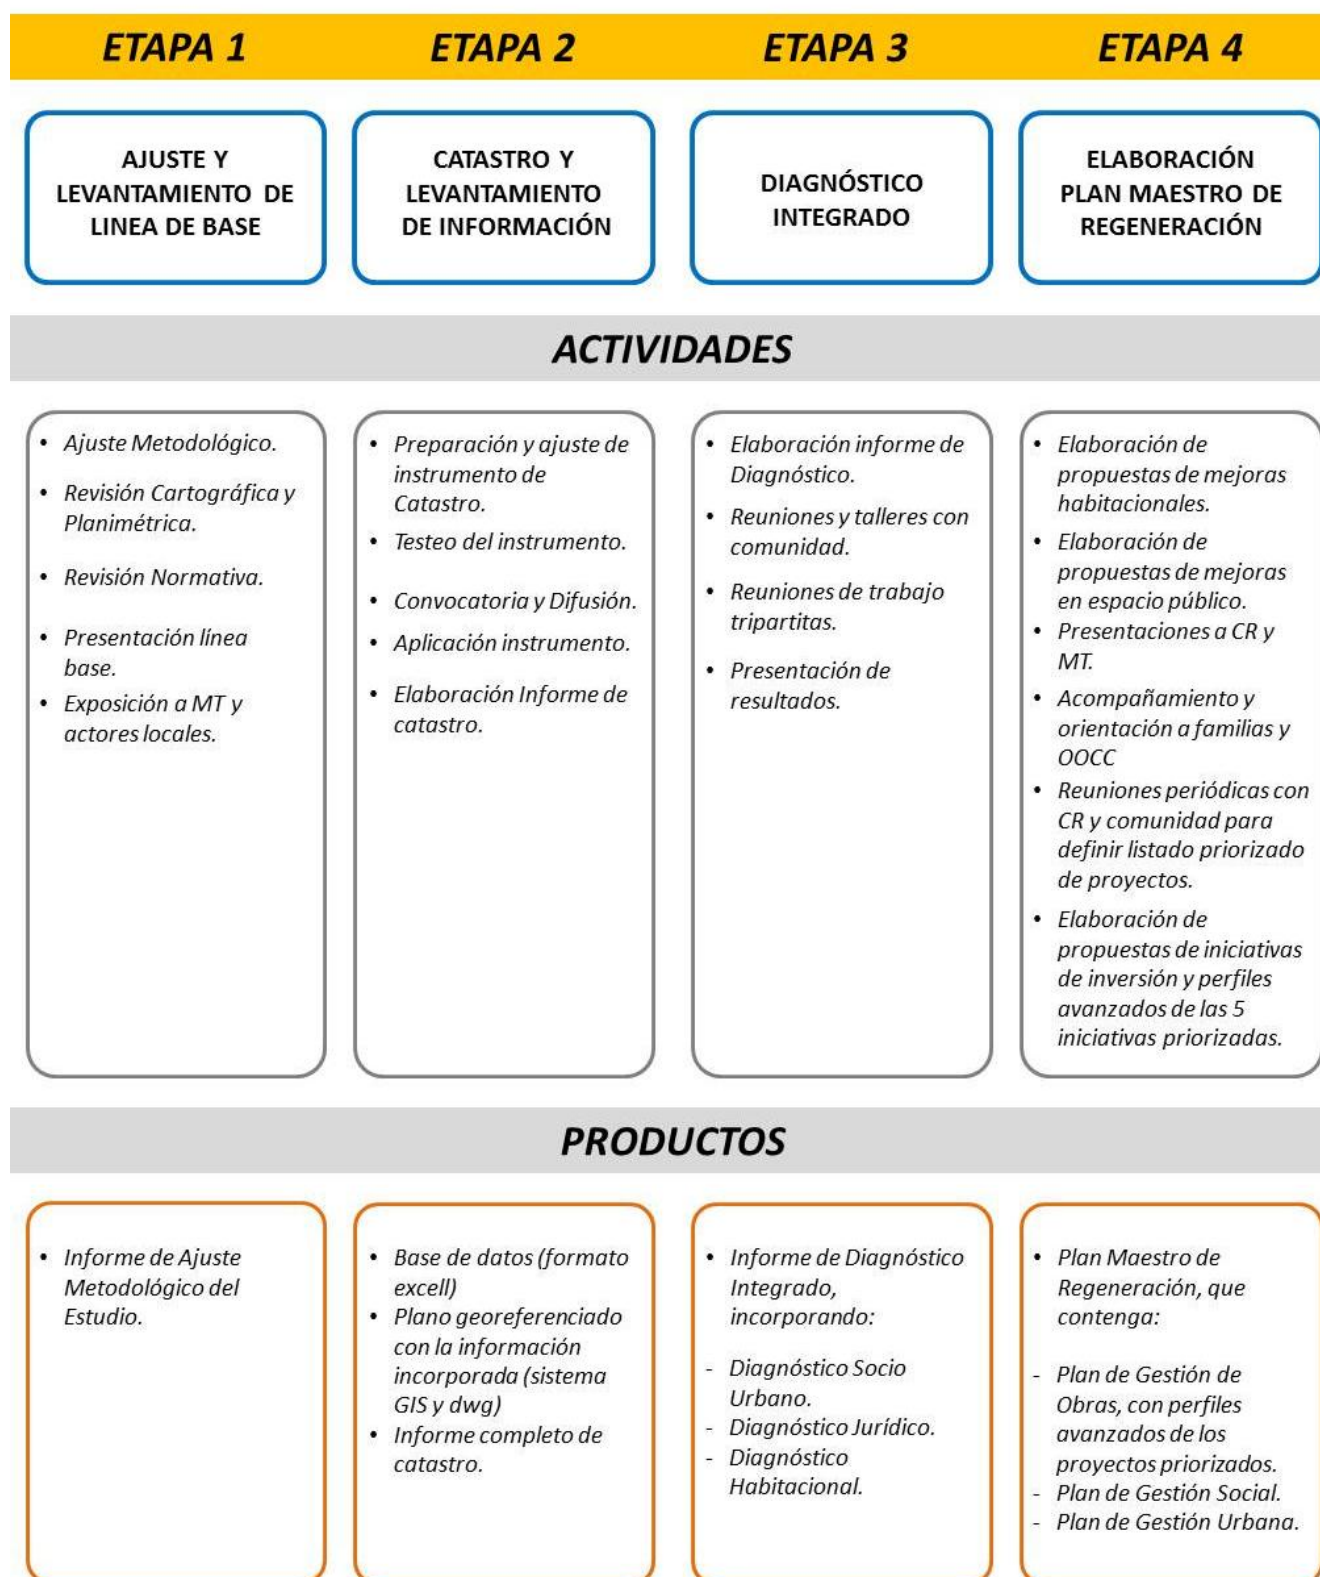 ETAPA 1
ETAPA 2
ETAPA 3
ETAPA 4
AJUSTE Y
LEVANTAMIENTO DE
LINEA DE BASE
CATASTRO Y
LEVANTAMIENTO
DE INFORMACIÓN
DIAGNÓSTICO
INTEGRADO
ELABORACIÓN
PLAN MAESTRO DE
REGENERACIÓN
ACTIVIDADES
• Ajuste Metodológico.
• Revisión Cartográfica y
Planimétrica.
• Revisión Normativa.
• Presentación línea
base.
• Exposición a MT y
actores locales.
• Preparación y ajuste de
instrumento de
Catastro.
• Testeo del instrumento.
• Convocatoria y Difusión.
• Aplicación instrumento.
• Elaboración Informe de
catastro.
• Elaboración informe de
Diagnóstico.
• Reuniones y talleres con
comunidad.
• Reuniones de trabajo
tripartitas.
• Presentación de
resultados.
• Elaboración de
propuestas de mejoras
habitacionales.
• Elaboración de
propuestas de mejoras
en espacio público.
• Presentaciones a CR y
MT.
• Acompañamiento y
orientación a familias y
OOCC
• Reuniones periódicas con
CR y comunidad para
definir listado priorizado
de proyectos.
• Elaboración de
propuestas de iniciativas
de inversión y perfiles
avanzados de las 5
iniciativas priorizadas.
PRODUCTOS
• Informe de Ajuste
Metodológico del
Estudio.
• Base de datos (formato
excell)
• Plano georeferenciado
con la información
incorporada (sistema
GIS y dwg)
• Informe completo de
catastro.
• Informe de Diagnóstico
Integrado,
incorporando:
- Diagnóstico Socio
Urbano.
- Diagnóstico Jurídico.
- Diagnóstico
Habitacional.
• Plan Maestro de
Regeneración, que
contenga:
- Plan de Gestión de
Obras, con perfiles
avanzados de los
proyectos priorizados.
- Plan de Gestión Social.
- Plan de Gestión Urbana.